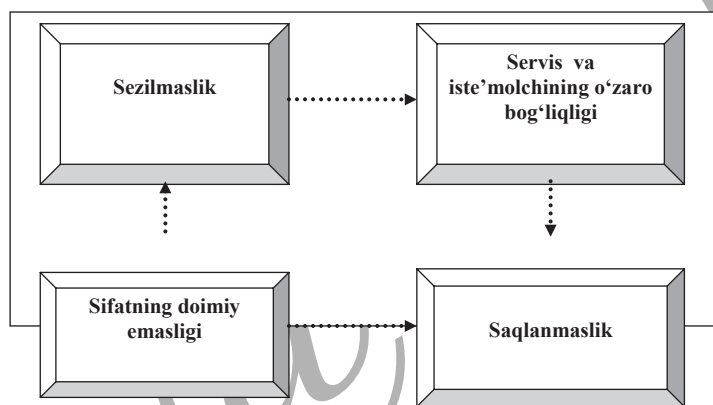 Sezilmaslik
Servis va
iste’molchining o‘zaro
bog‘liqligi
Sifatning doimiy
emasligi
Saqlanmaslik